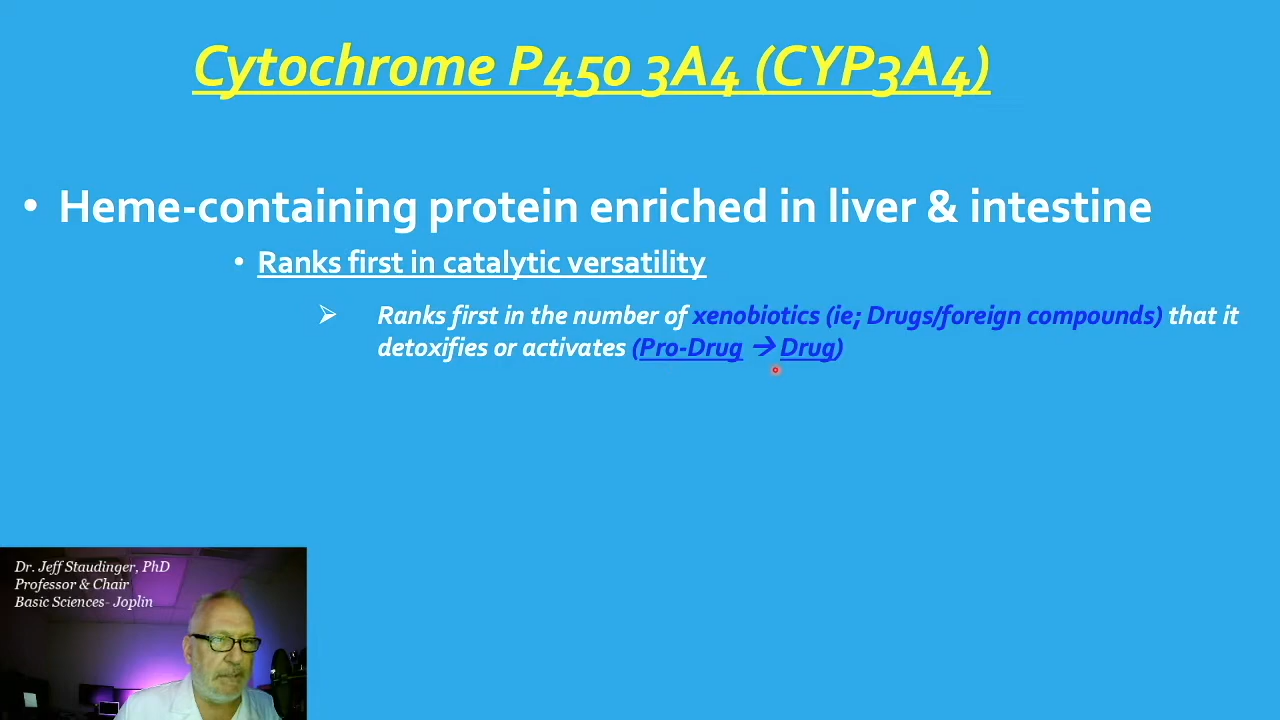 Cytochrome P450 3A4 (CYP3A4)
• Heme-containing protein enriched in liver & intestine
• Ranks first in catalytic versatility
➢ Ranks first in the number of xenobiotics (ie; Drugs/foreign compounds) that it
detoxifies or activates (Pro-Drug → Drug)
Dr. Jeff Staudinger, PhD
Professor & Chair
Basic Sciences- Joplin